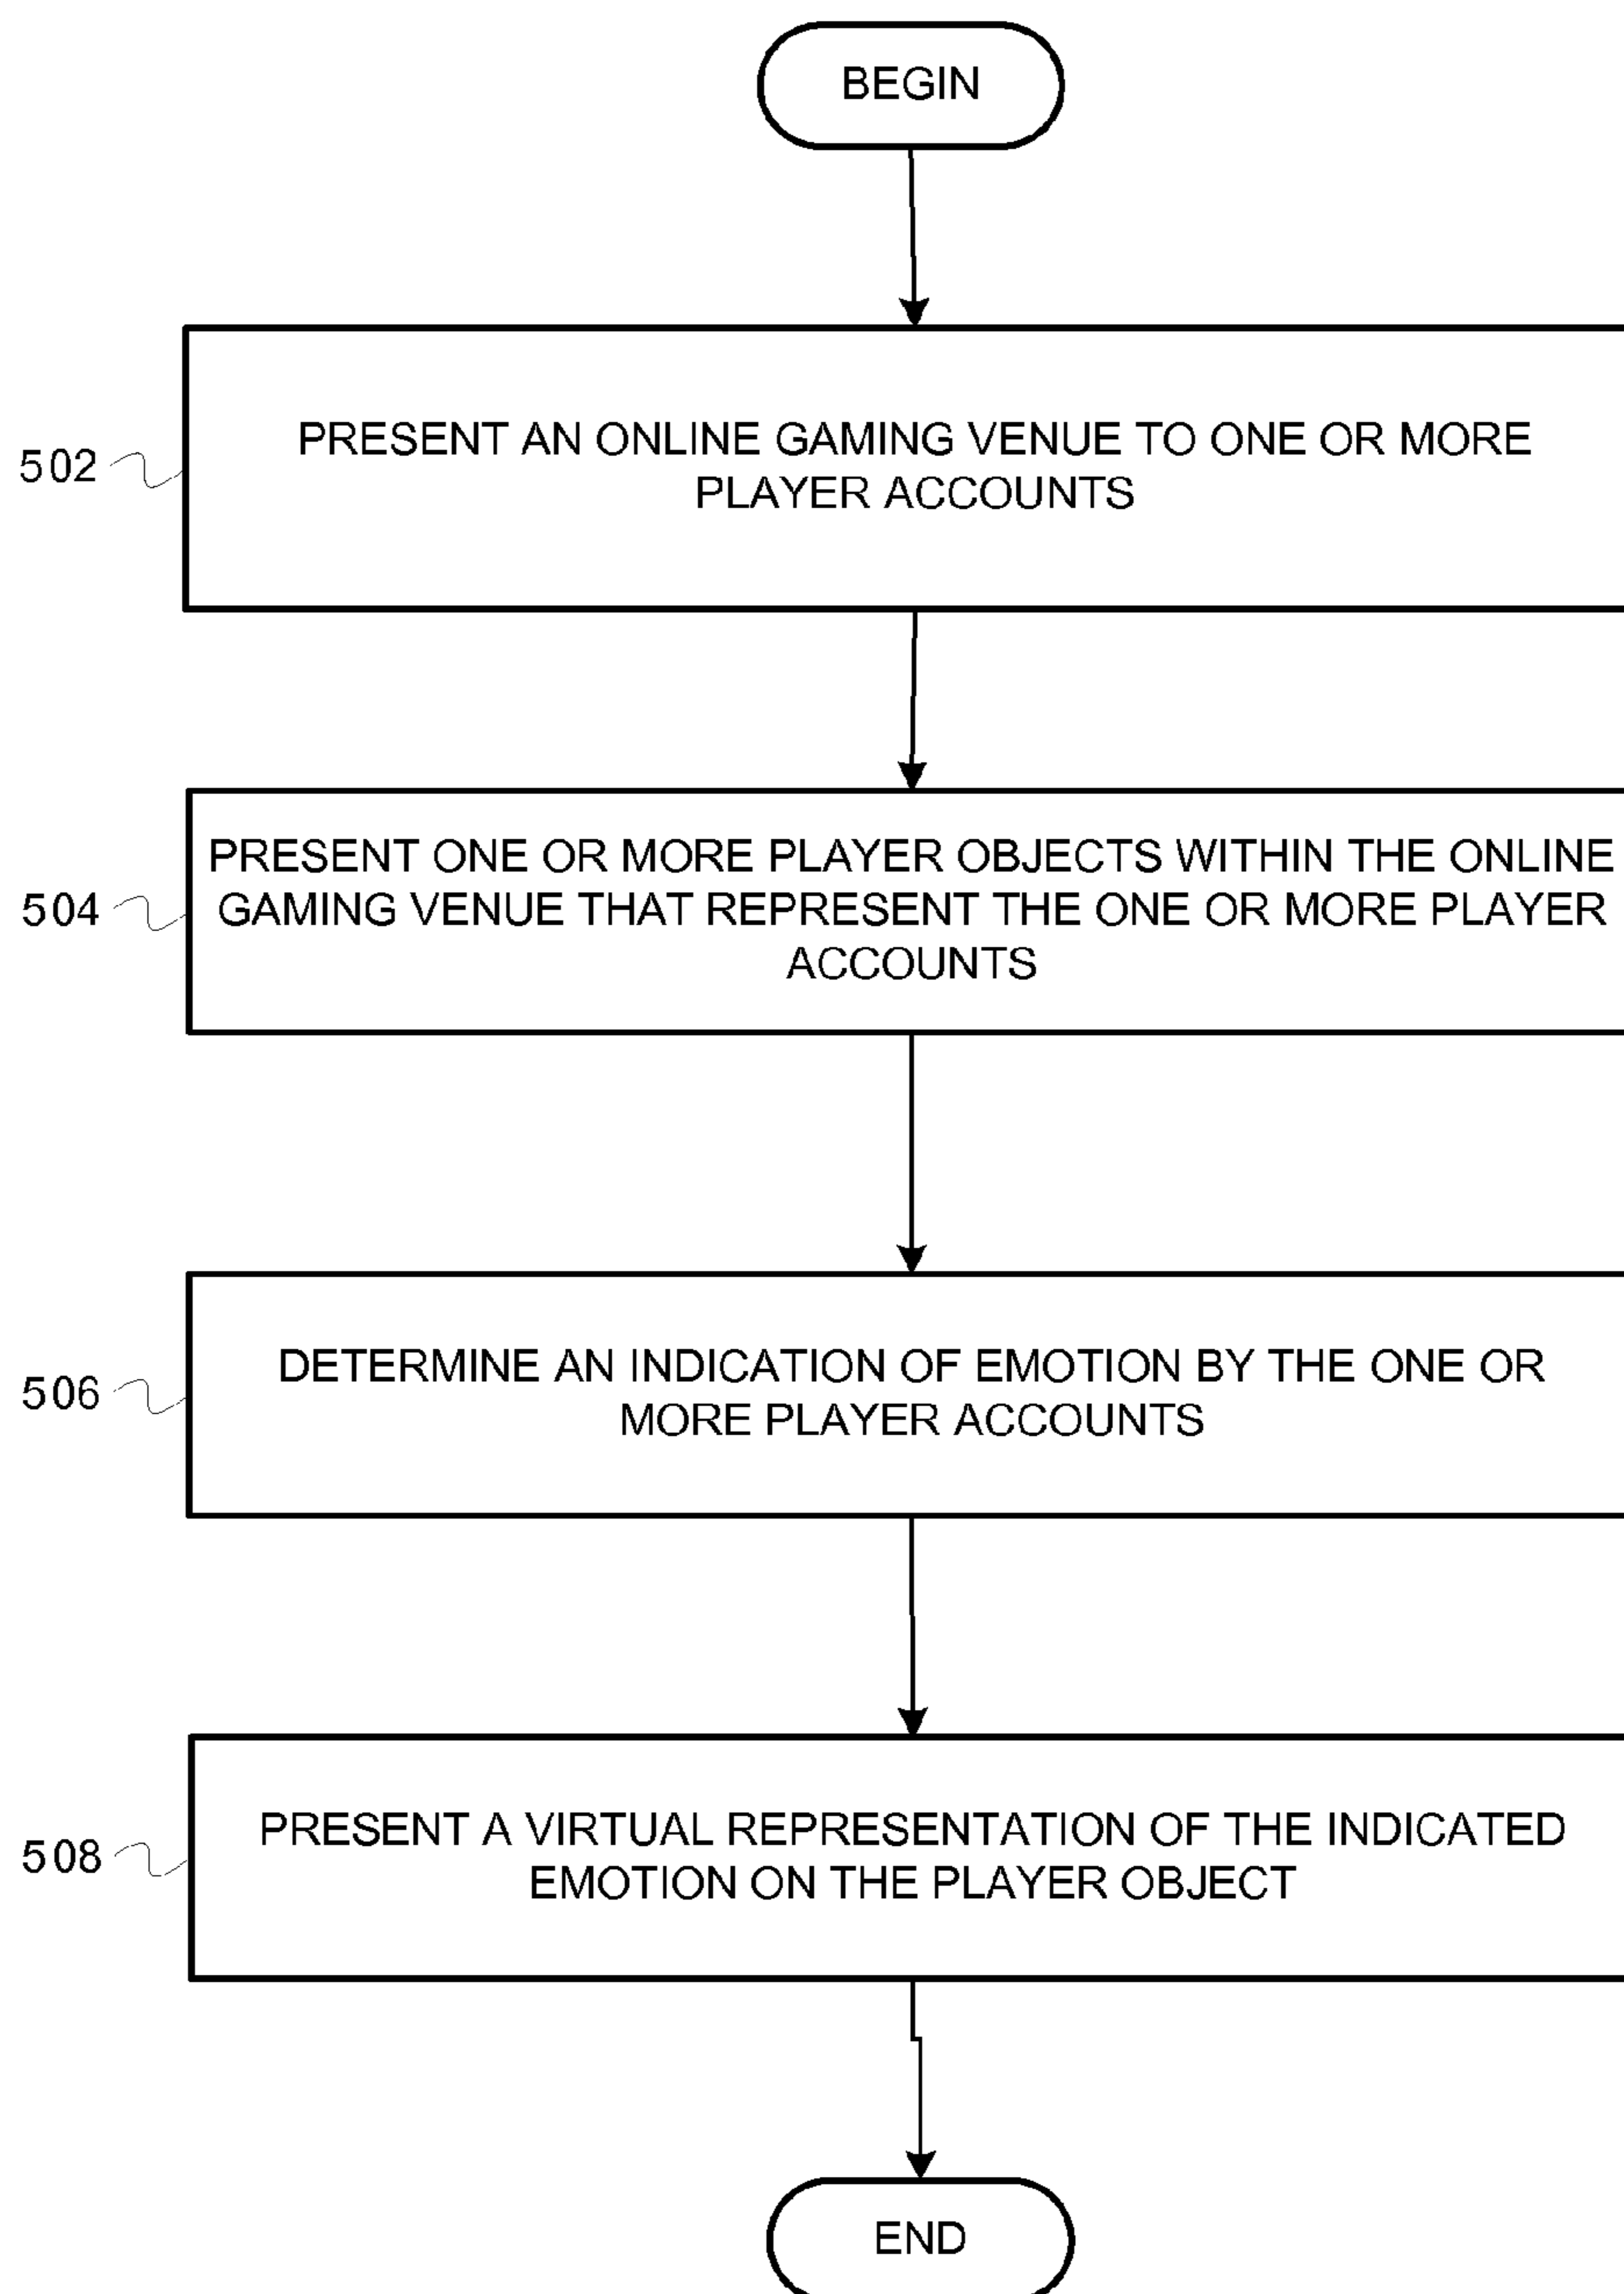 BEGIN
502
PRESENT AN ONLINE GAMING VENUE TO ONE OR MORE
PLAYER ACCOUNTS
504
PRESENT ONE OR MORE PLAYER OBJECTS WITHIN THE ONLINE
GAMING VENUE THAT REPRESENT THE ONE OR MORE PLAYER
ACCOUNTS
506
DETERMINE AN INDICATION OF EMOTION BY THE ONE OR
MORE PLAYER ACCOUNTS
508
PRESENT A VIRTUAL REPRESENTATION OF THE INDICATED
EMOTION ON THE PLAYER OBJECT
END